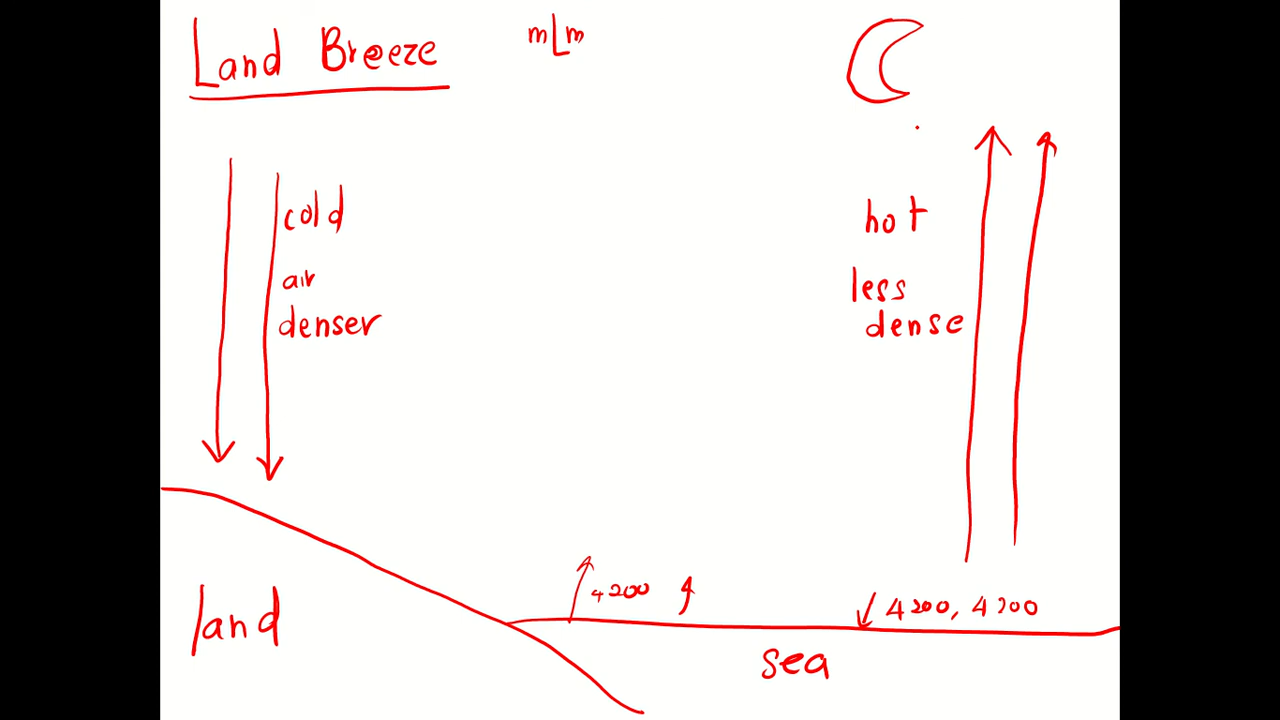 Land Breeze
mLm
cold
air
denser
hot
less
dense
4200
4200, 4200
land
sea